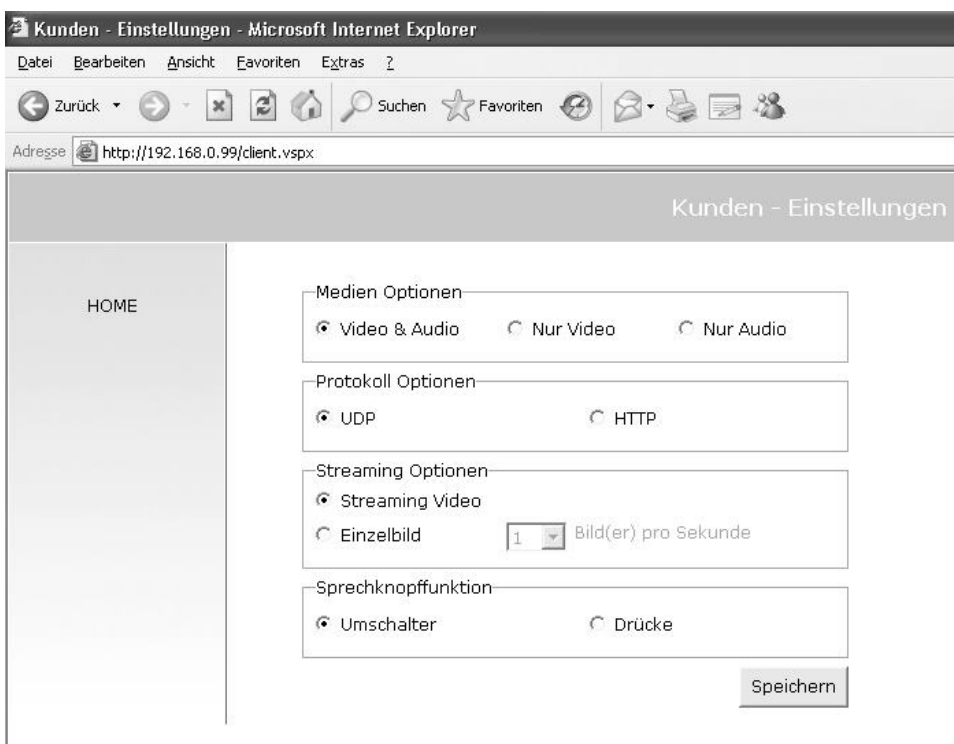 Kunden - Einstellungen - Microsoft Internet Explorer
Datei Bearbeiten Ansicht Favoriten Extras ?
Zurück Suchen Favoriten
Adresse http://192.168.0.99/client.vspx
Kunden - Einstellungen
HOME
Medien Optionen
Video & Audio Nur Video Nur Audio
Protokoll Optionen
UDP HTTP
Streaming Optionen
Streaming Video
Einzelbild 1 Bild(er) pro Sekunde
Sprechknopffunktion
Umschalter Drücke
Speichern